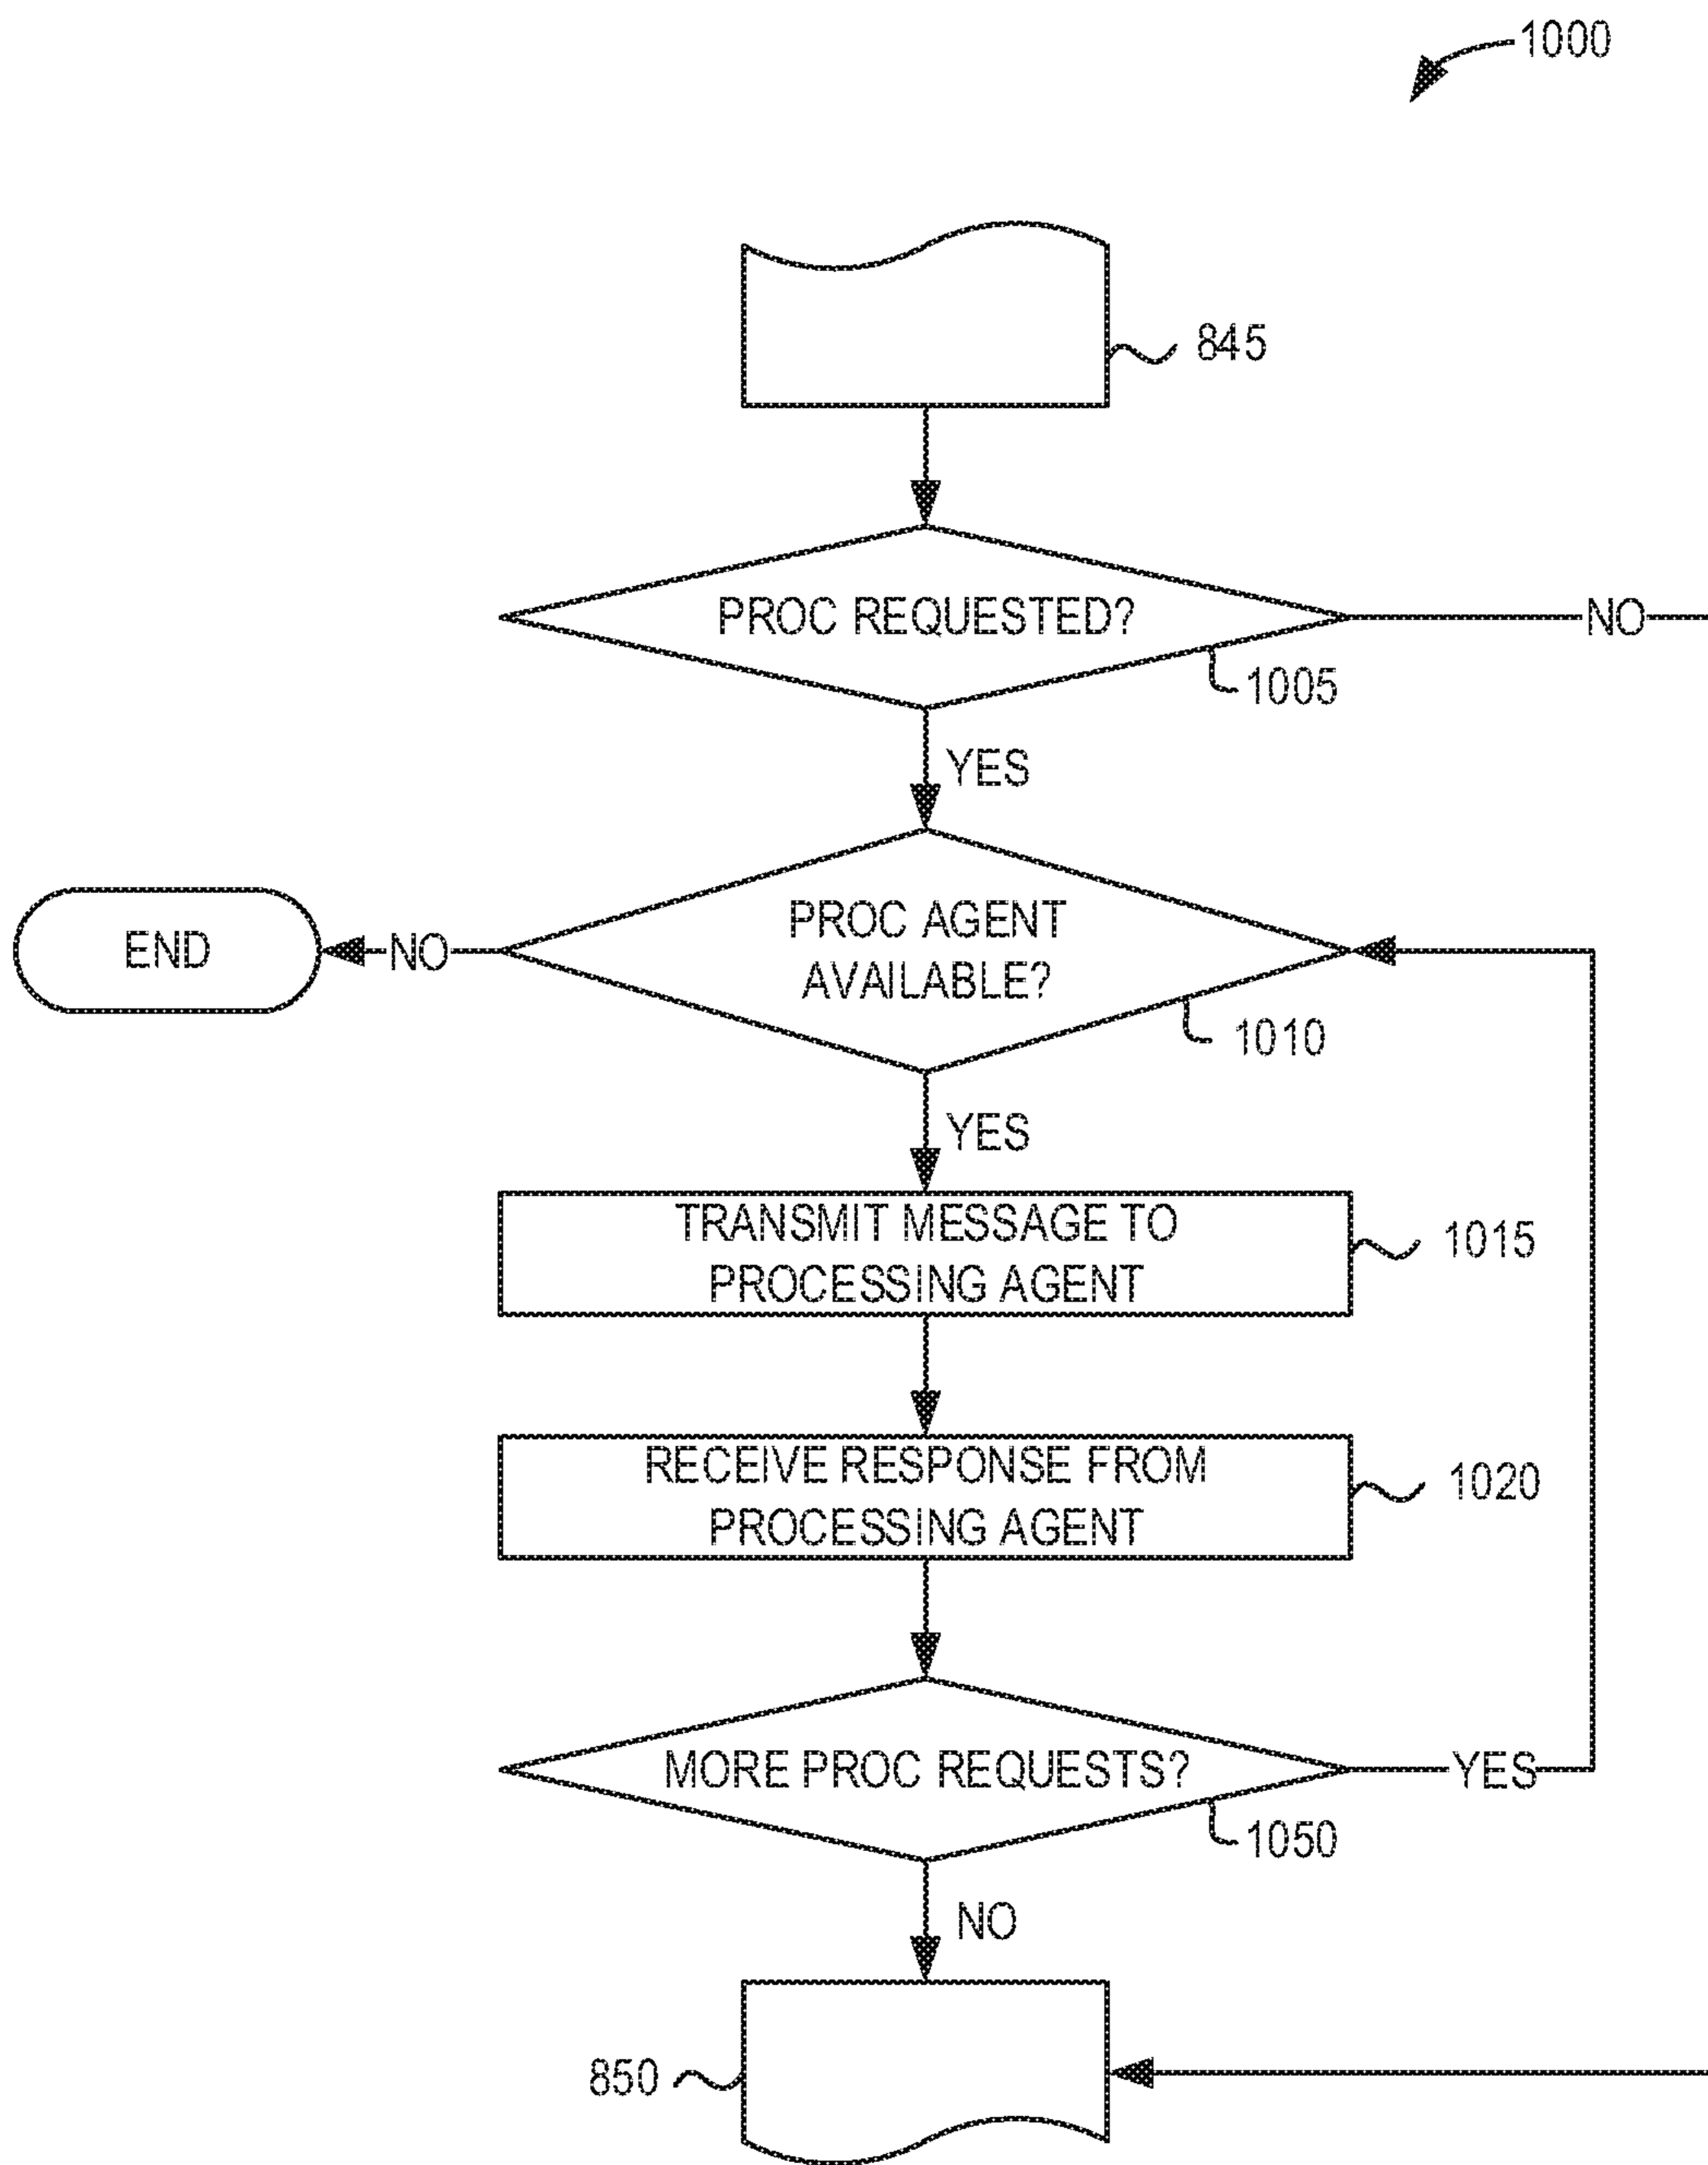 1000
845
PROC REQUESTED?
NO
1005
YES
PROC AGENT
AVAILABLE?
END
NO
1010
YES
TRANSMIT MESSAGE TO
PROCESSING AGENT
1015
RECEIVE RESPONSE FROM
PROCESSING AGENT
1020
MORE PROC REQUESTS?
YES
1050
NO
850